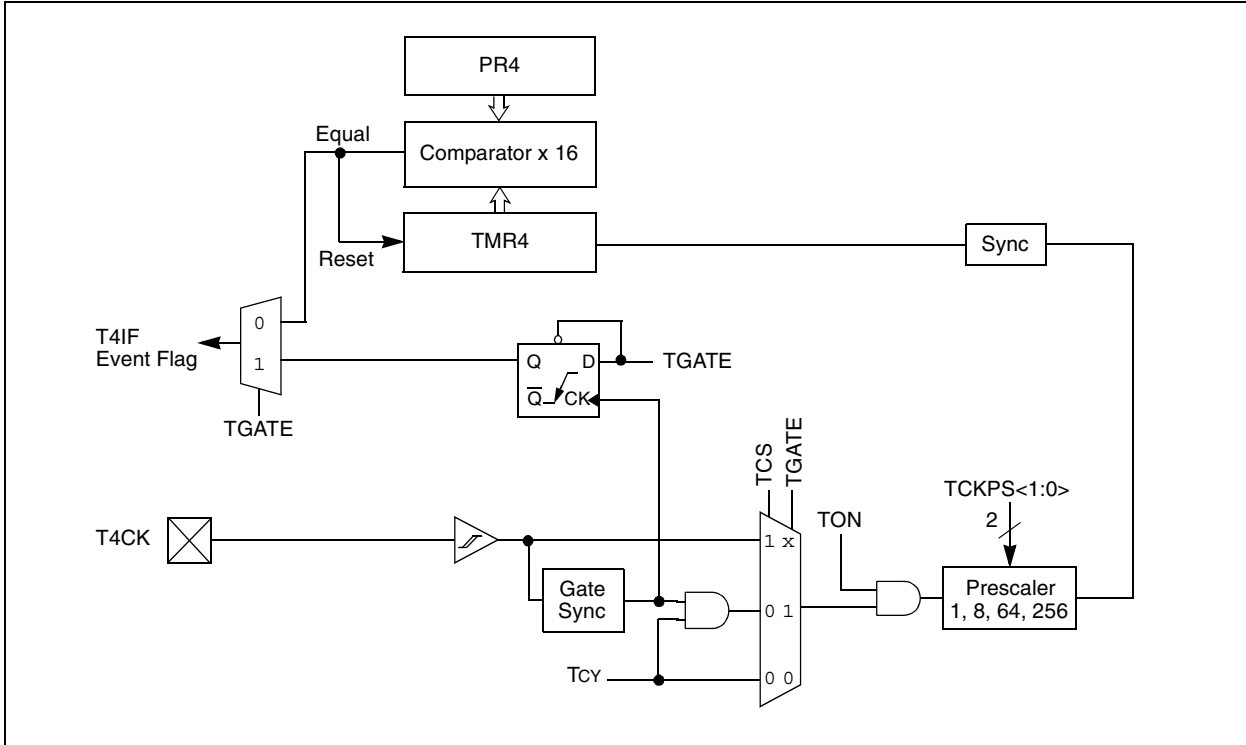 PR4
Equal
Comparator x 16
TMR4
Reset
Sync
T4IF
Event Flag
0
1
TGATE
Q
D
TGATE
Q
CK
TCS
TGATE
TCKPS<1:0>
2
TON
T4CK
1 x
Gate
Sync
0 1
Prescaler
1, 8, 64, 256
TCY
0 0